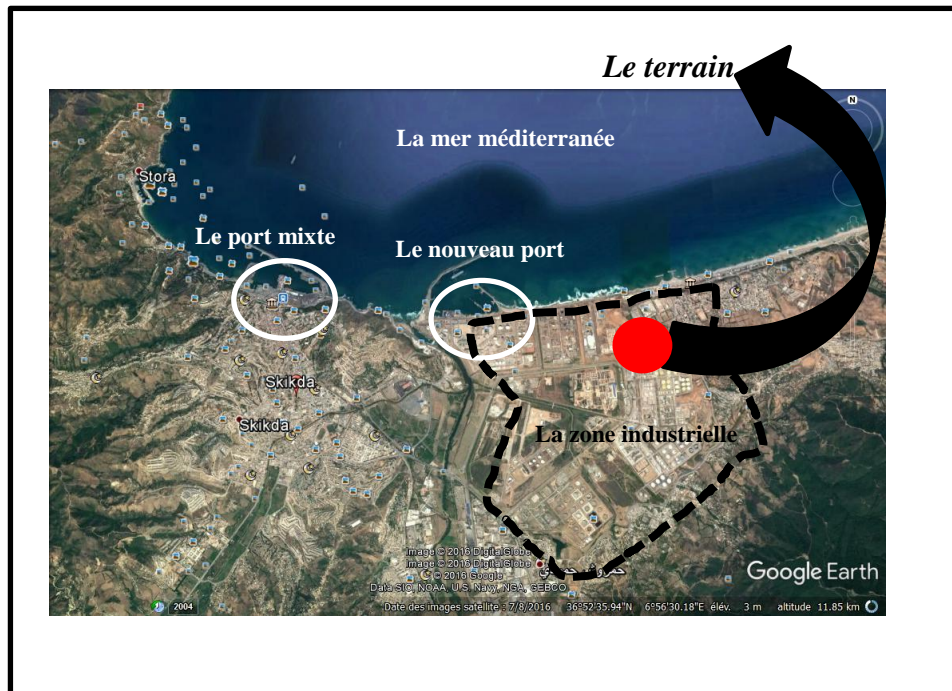 Le terrain
N
La mer méditerranée
Stora
Le port mixte
Le nouveau port
Skikda
Skikda
La zone industrielle
Image © 2016 DigitalGlobe
Image © 2016 DigitalGlobe
© 2016 Google
Data SIO, NOAA, U.S. Navy, NGA, GEBCO
Google Earth
2004
Date des images satellite : 7/8/2016 36°52'35.94"N 6°56'30.18"E élév. 3 m altitude 11.85 km